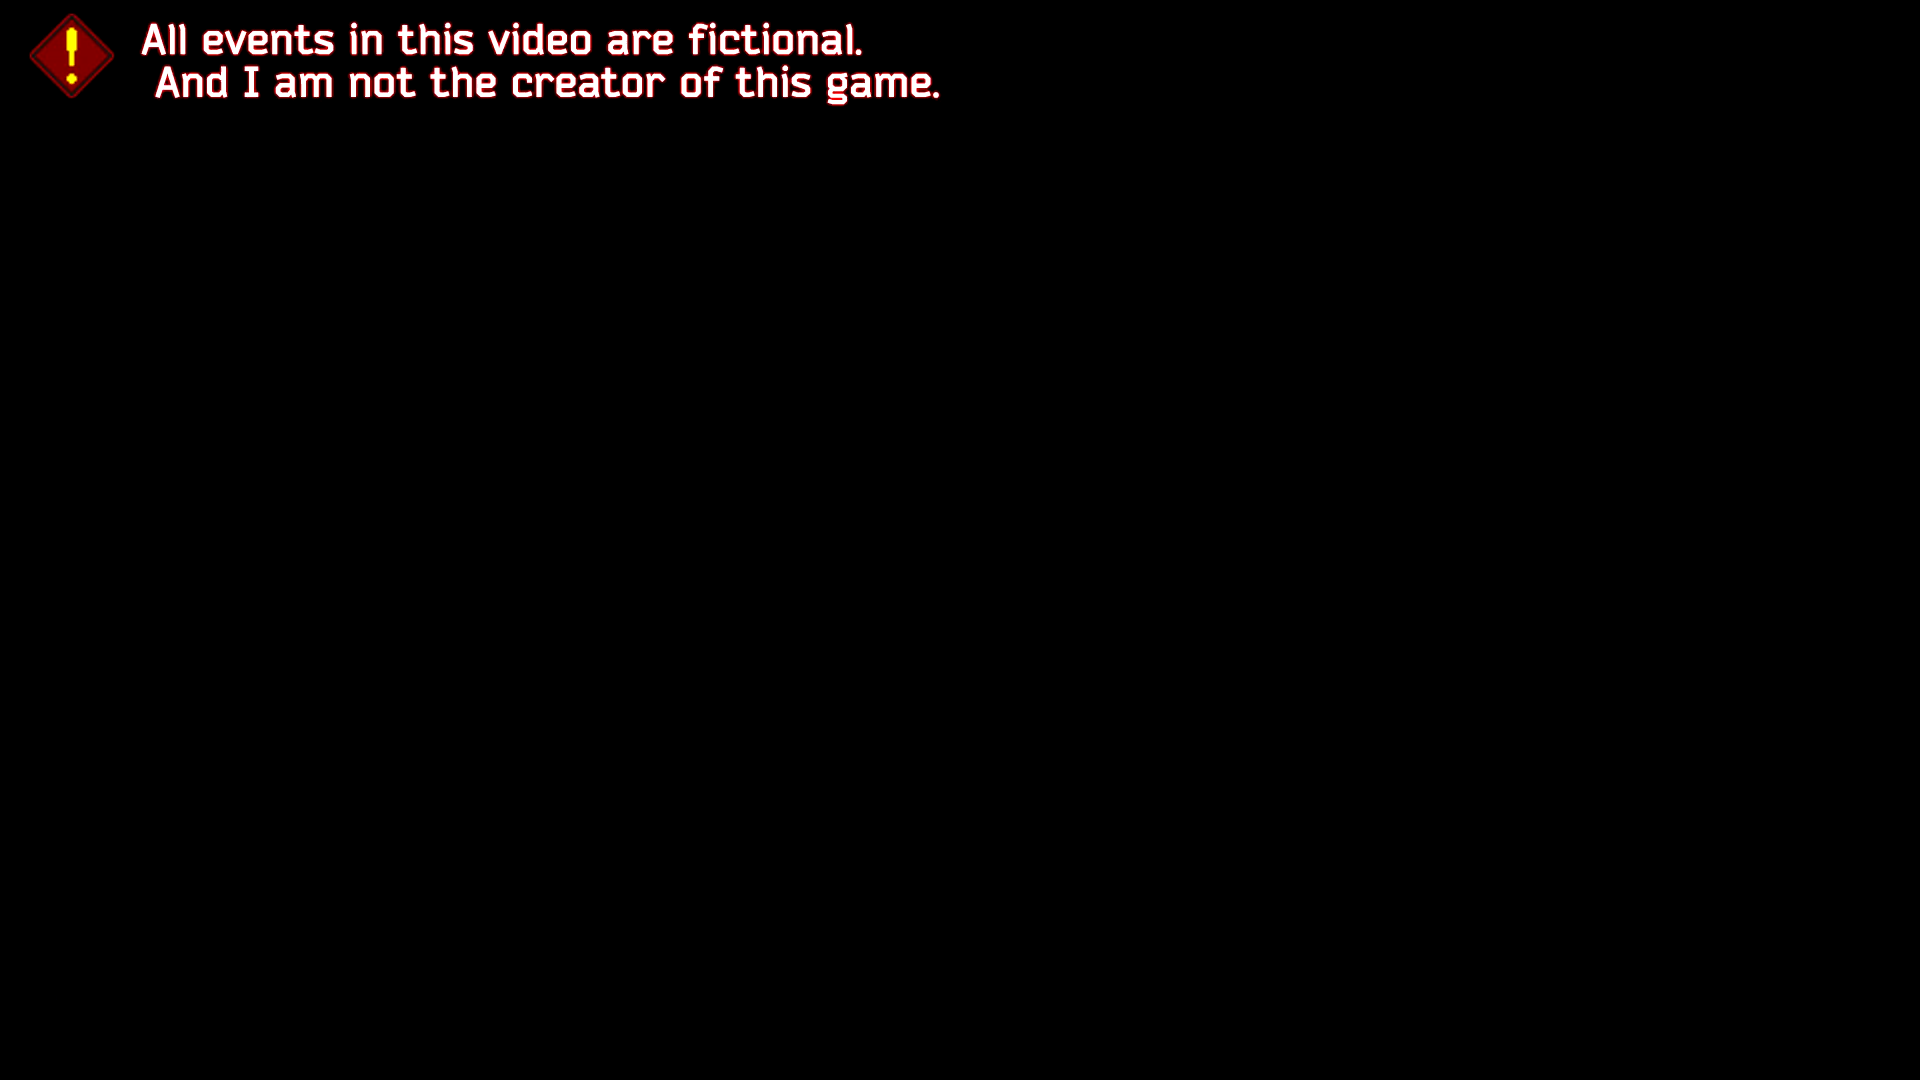 All events in this video are fictional.
And I am not the creator of this game.